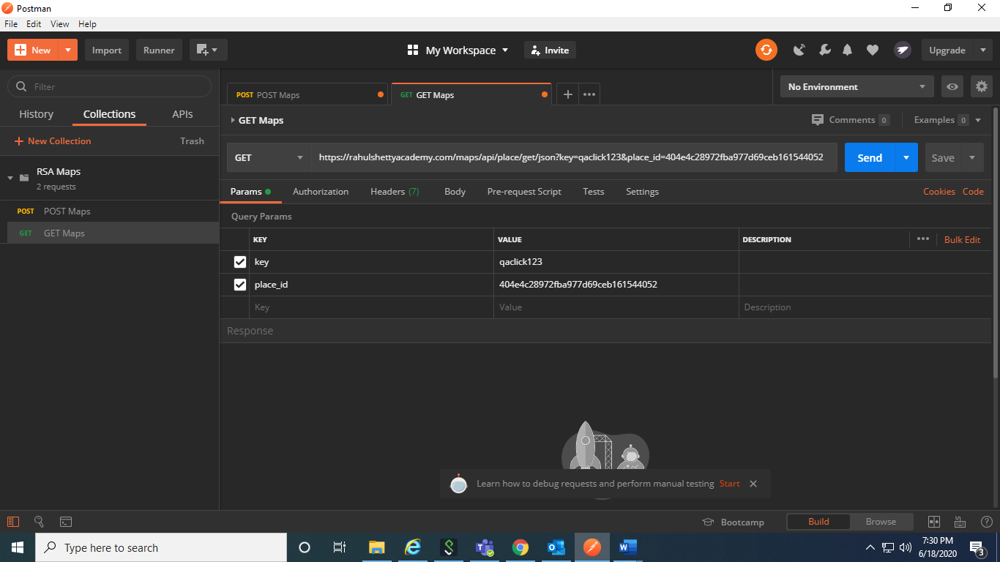 Postman
File Edit View Help
New Import Runner My Workspace Invite Upgrade
Filter
History Collections APIs
New Collection Trash
RSA Maps
2 requests
POST POST Maps
GET GET Maps
POST POST Maps GET GET Maps No Environment
GET Maps Comments 0 Examples 0
GET https://rahulshettyacademy.com/maps/api/place/get/json?key=qaclick123&place_id=404e4c28972fba977d69ceb161544052 Send Save
Params Authorization Headers (7) Body Pre-request Script Tests Settings Cookies Code
Query Params
KEY VALUE DESCRIPTION Bulk Edit
key qaclick123
place_id 404e4c28972fba977d69ceb161544052
Key Value Description
Response
Learn how to debug requests and perform manual testing Start
Bootcamp Build Browse
Type here to search
7:30 PM
6/18/2020
3